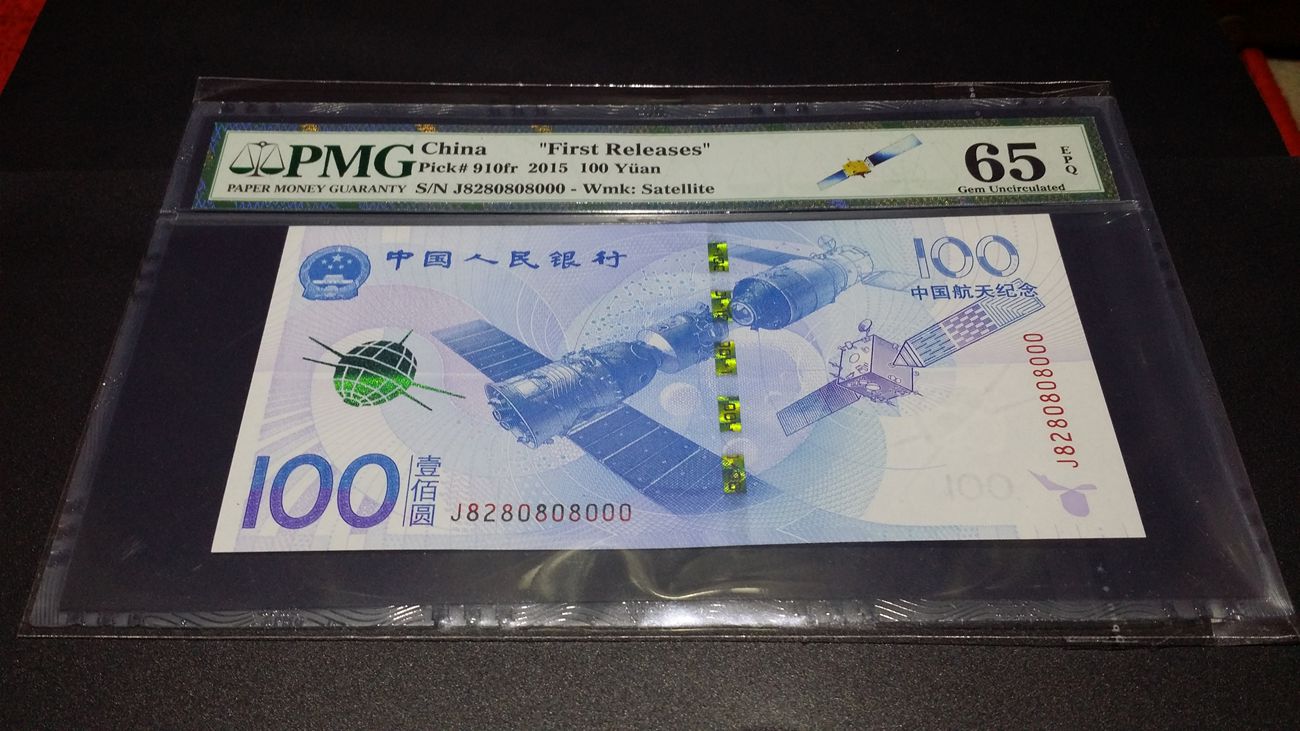 PMG
PAPER MONEY GUARANTY
China "First Releases"
Pick# 910fr 2015 100 Yüan
S/N J8280808000 - Wmk: Satellite
65 EPQ
Gem Uncirculated
中国人民银行
100
中国航天纪念
J8280808000
100
壹佰圆
J8280808000
100